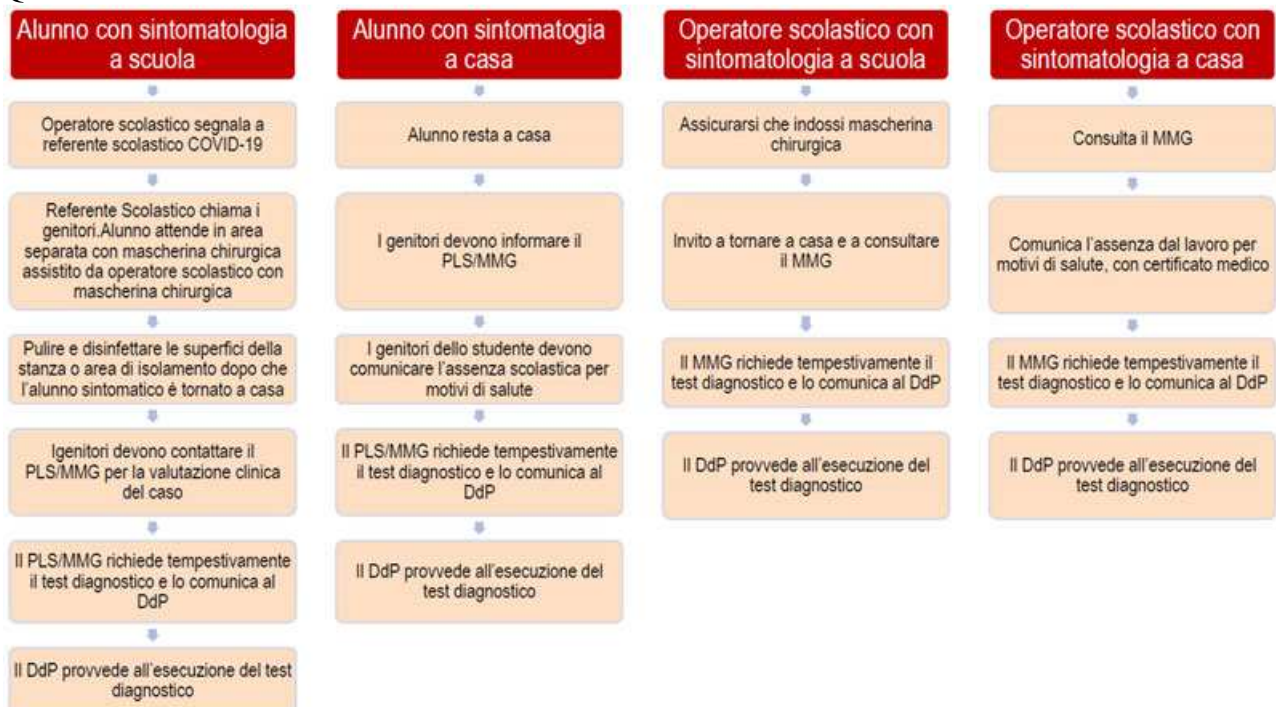 Alunno con sintomatologia
a scuola
Operatore scolastico segnala a
referente scolastico COVID-19
Referente Scolastico chiama i
genitori.Alunno attende in area
separata con mascherina chirurgica
assistito da operatore scolastico con
mascherina chirurgica
Pulire e disinfettare le superfici della
stanza o area di isolamento dopo che
l'alunno sintomatico è tornato a casa
Igenitori devono contattare il
PLS/MMG per la valutazione clinica
del caso
Il PLS/MMG richiede tempestivamente
il test diagnostico e lo comunica al
DdP
Il DdP provvede all'esecuzione del test
diagnostico
Alunno con sintomatogia
a casa
Alunno resta a casa
I genitori devono informare il
PLS/MMG
I genitori dello studente devono
comunicare l'assenza scolastica per
motivi di salute
Il PLS/MMG richiede tempestivamente
il test diagnostico e lo comunica al
DdP
Il DdP provvede all'esecuzione del
test diagnostico
Operatore scolastico con
sintomatologia a scuola
Assicurarsi che indossi mascherina
chirurgica
Invito a tornare a casa e a consultare
il MMG
Il MMG richiede tempestivamente il
test diagnostico e lo comunica al DdP
Il DdP provvede all'esecuzione del
test diagnostico
Operatore scolastico con
sintomatologia a casa
Consulta il MMG
Comunica l'assenza dal lavoro per
motivi di salute, con certificato medico
Il MMG richiede tempestivamente il
test diagnostico e lo comunica al DdP
Il DdP provvede all'esecuzione del
test diagnostico